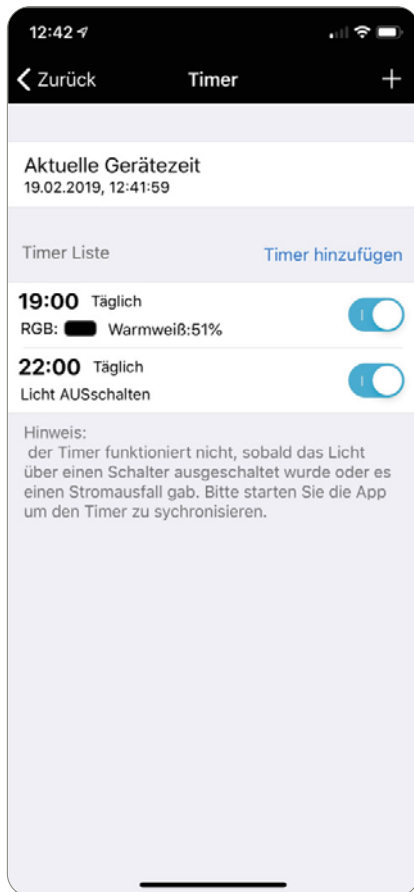 12:42
Zurück Timer +
Aktuelle Gerätezeit
19.02.2019, 12:41:59
Timer Liste Timer hinzufügen
19:00 Täglich
RGB: Warmweiß:51%
22:00 Täglich
Licht AUSschalten
Hinweis:
der Timer funktioniert nicht, sobald das Licht
über einen Schalter ausgeschaltet wurde oder es
einen Stromausfall gab. Bitte starten Sie die App
um den Timer zu sychronisieren.